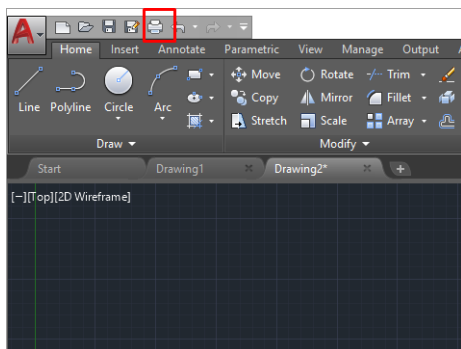 A
Home Insert Annotate Parametric View Manage Output
Move Rotate Trim
Copy Mirror Fillet
Line Polyline Circle Arc
Stretch Scale Array
Draw Modify
Start Drawing1 Drawing2*
[−][Top][2D Wireframe]